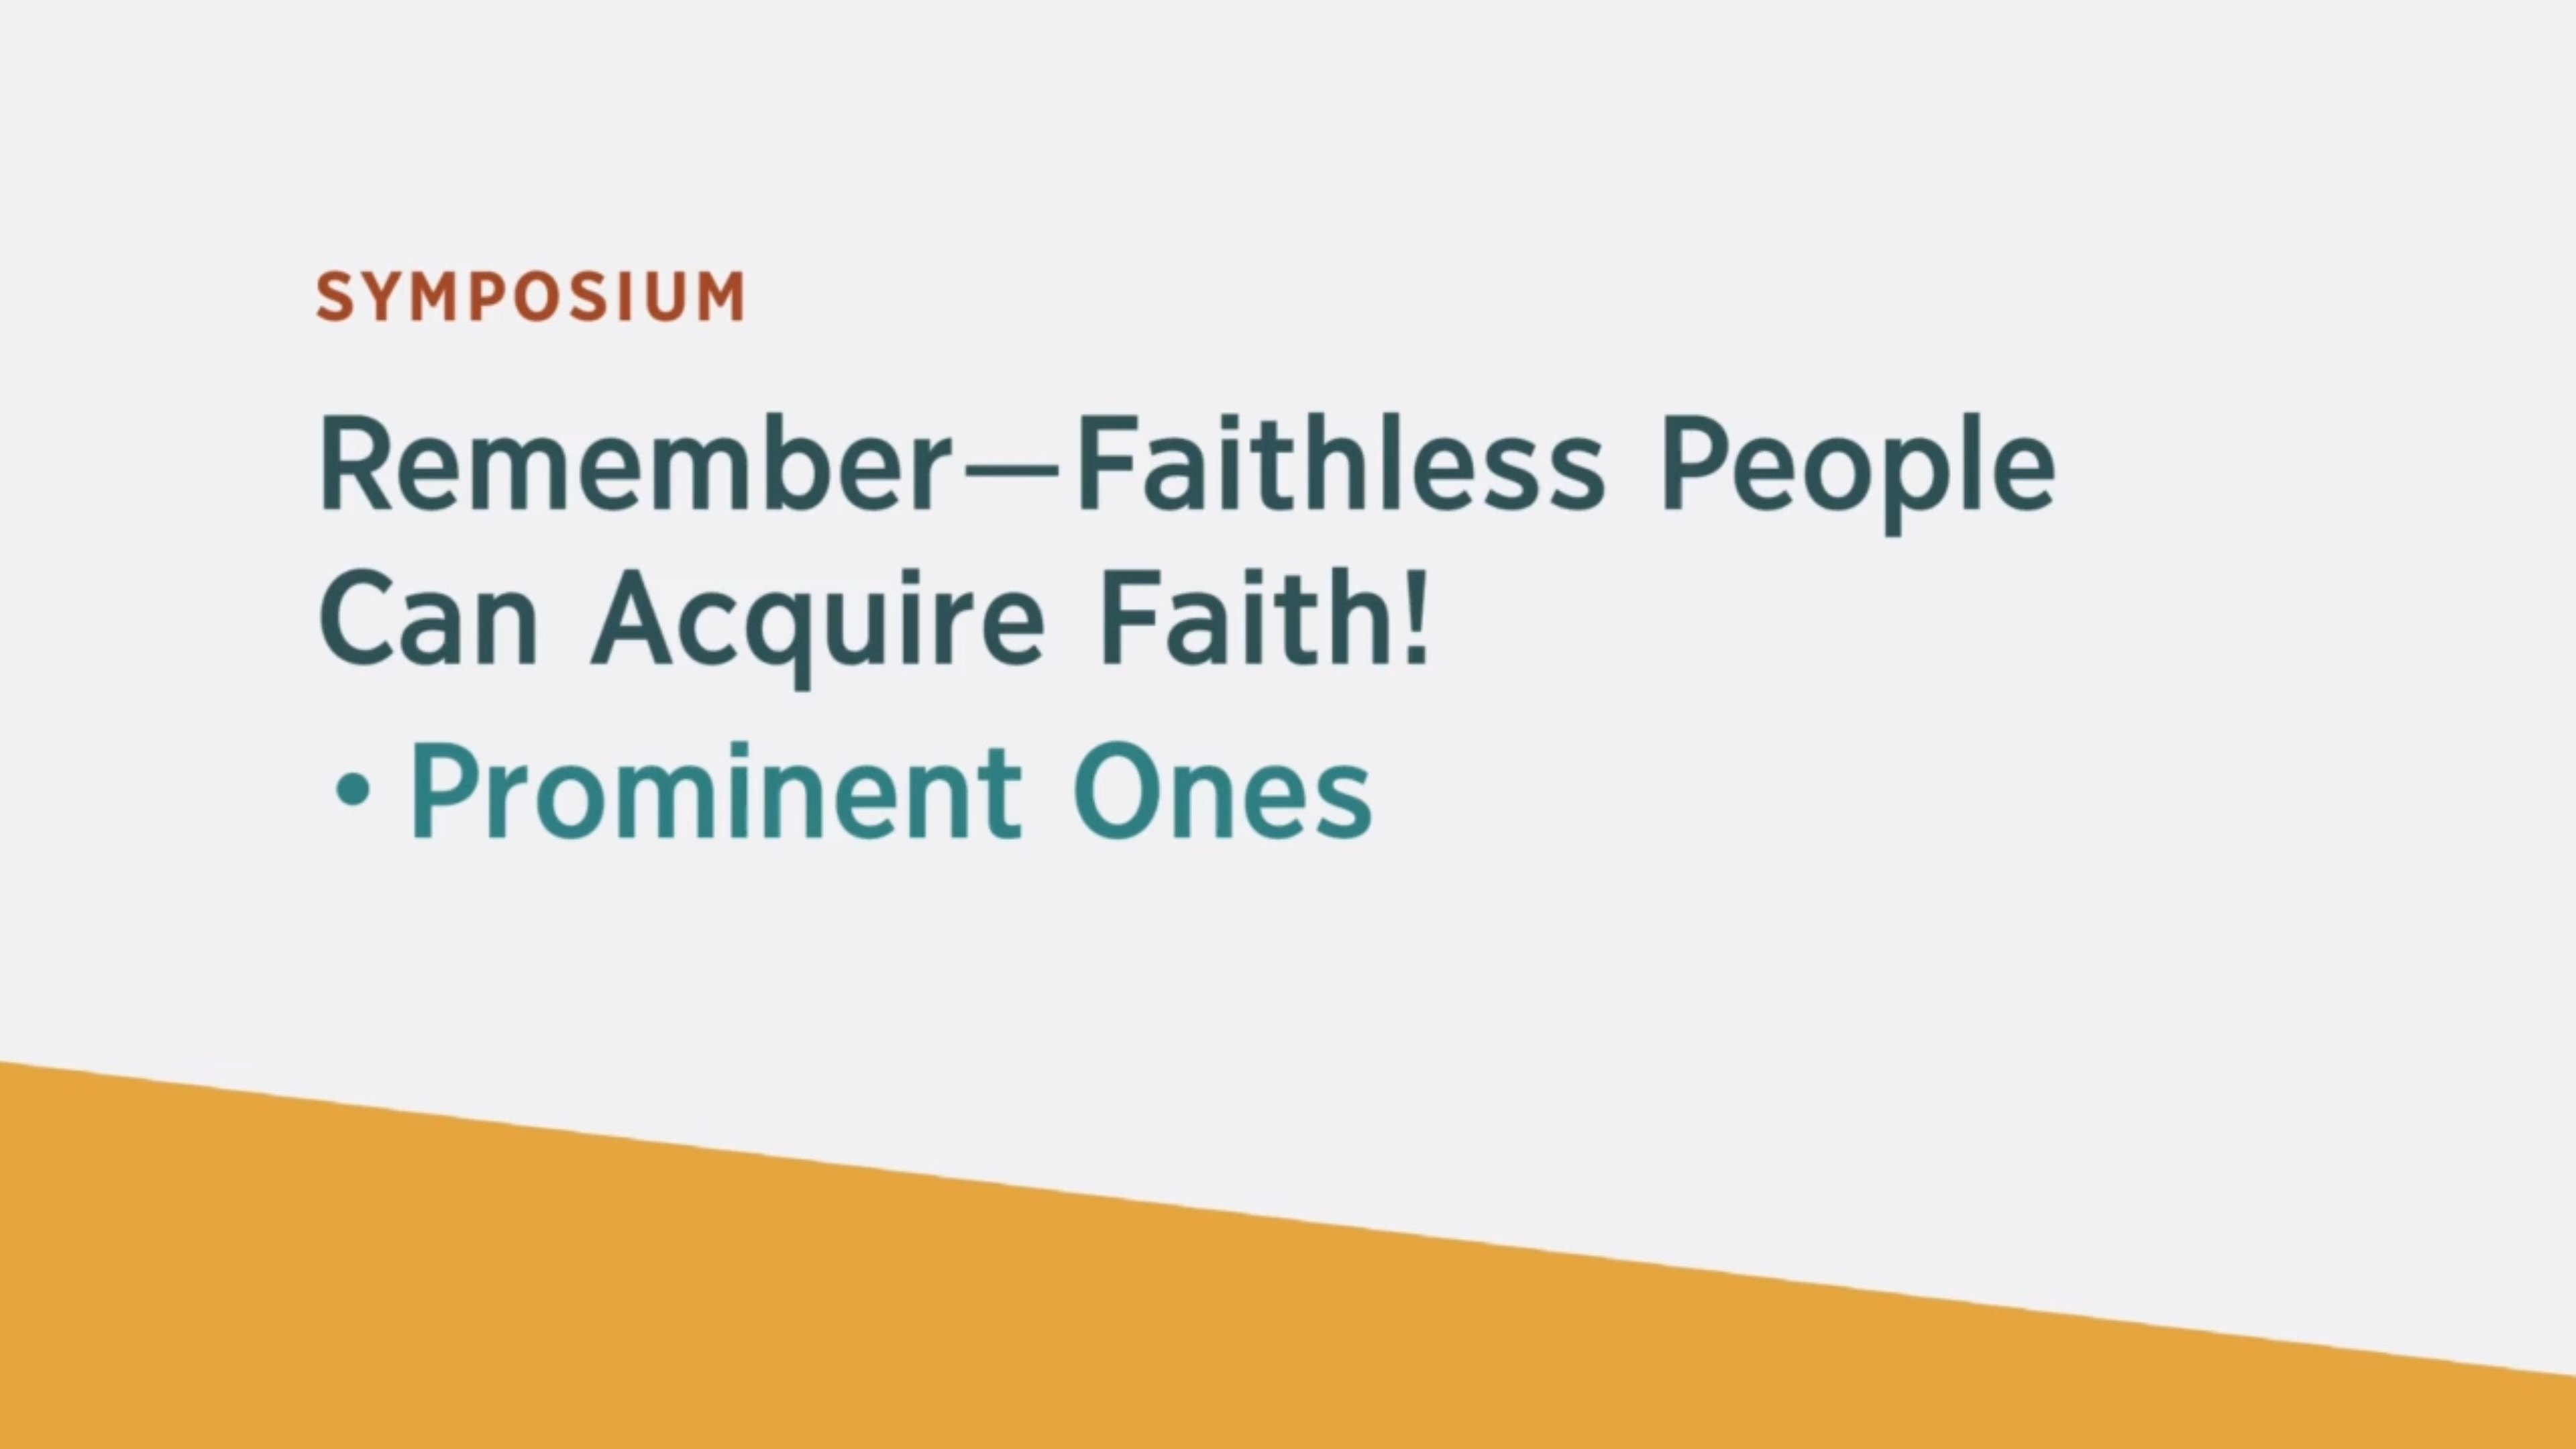 SYMPOSIUM
Remember—Faithless People
Can Acquire Faith!
• Prominent Ones